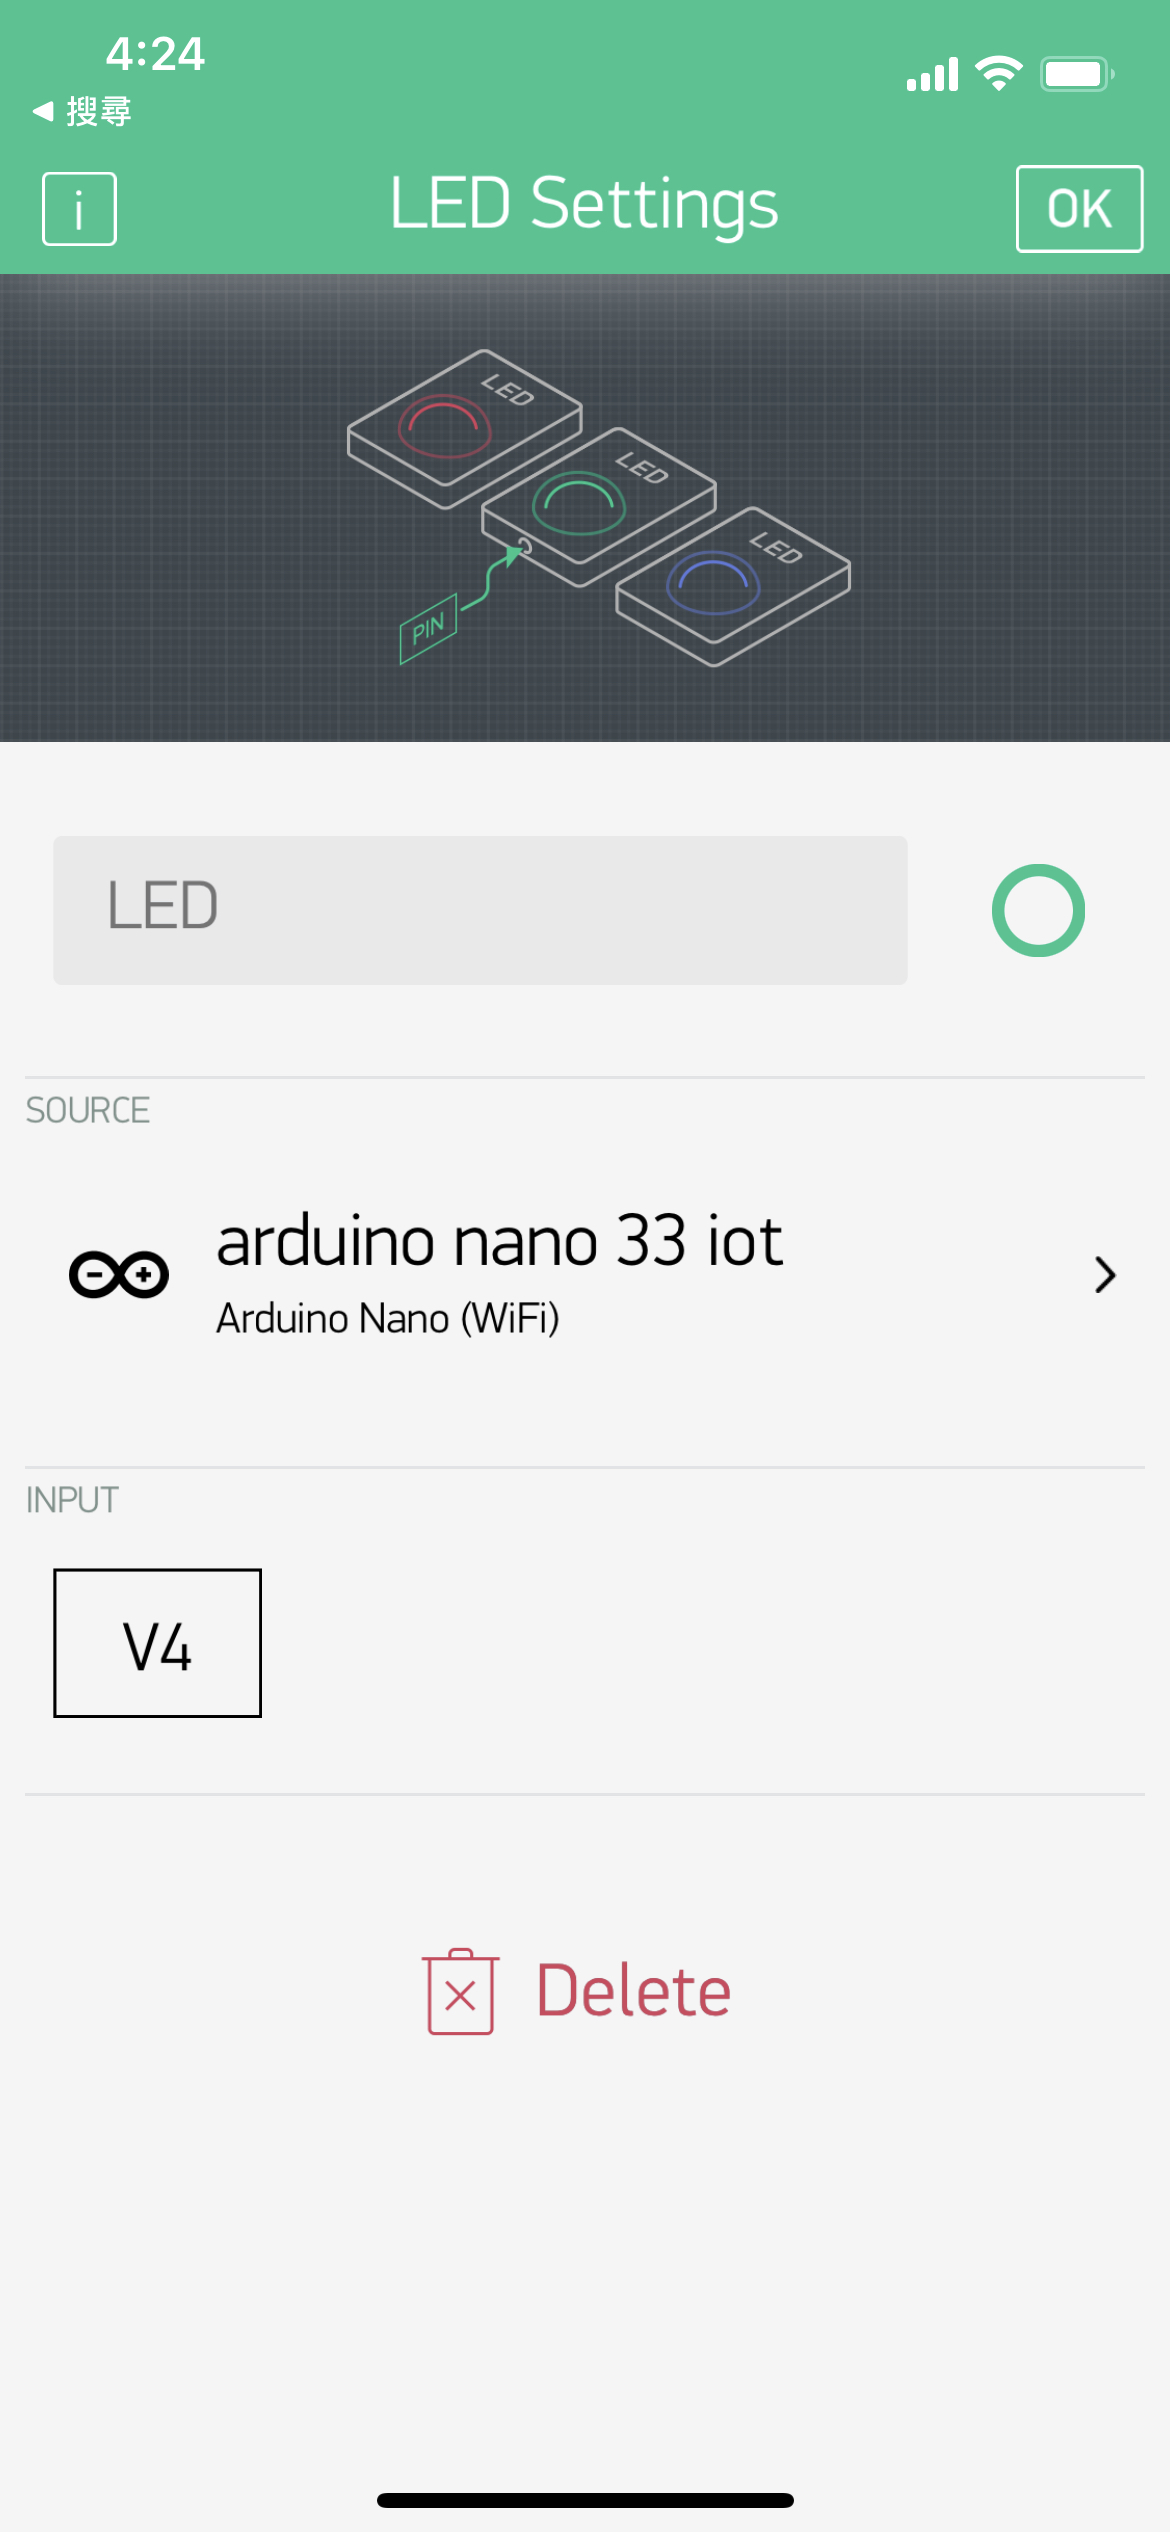 4:24
搜尋
i
LED Settings
OK
LED
LED
LED
PIN
LED
SOURCE
arduino nano 33 iot
Arduino Nano (WiFi)
INPUT
V4
Delete